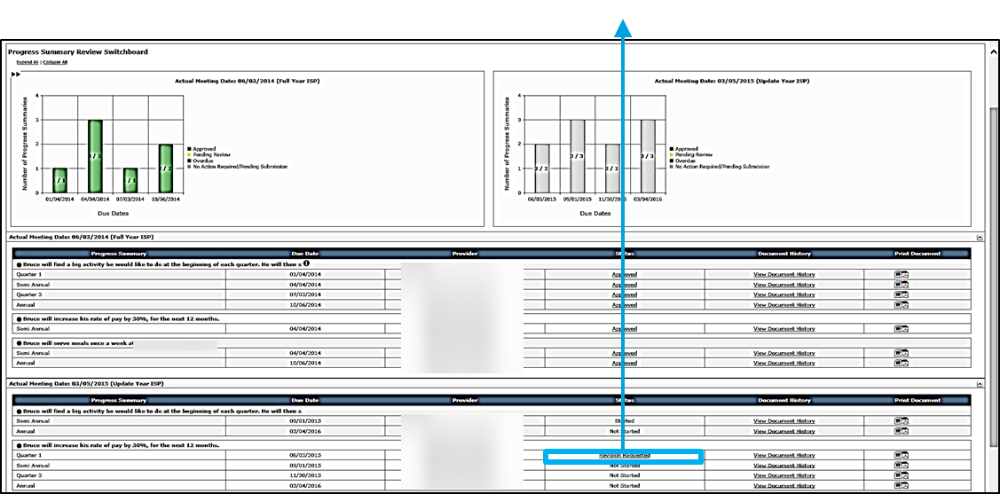 Progress Summary Review Switchboard
Expand All | Collapse All
Actual Meeting Date: 06/03/2014 (Full Year ISP)
Number of Progress Summaries
4
3
2
1
0
1 / 1
3 / 3
1 / 1
2 / 2
01/04/2014 04/04/2014 07/03/2014 10/06/2014
Due Dates
Approved
Pending Review
Overdue
No Action Required/Pending Submission
Actual Meeting Date: 03/05/2015 (Update Year ISP)
Number of Progress Summaries
4
3
2
1
0
2 / 2
3 / 3
2 / 2
3 / 3
06/03/2015 09/01/2015 11/30/2015 03/04/2016
Due Dates
Approved
Pending Review
Overdue
No Action Required/Pending Submission
Actual Meeting Date: 06/03/2014 (Full Year ISP)
Progress Summary Due Date Provider Status Document History Print Document
Bruce will find a big activity he would like to do at the beginning of each quarter. He will then s
Quarter 1 01/04/2014 Approved View Document History
Semi Annual 04/04/2014 Approved View Document History
Quarter 3 07/03/2014 Approved View Document History
Annual 10/06/2014 Approved View Document History
Bruce will increase his rate of pay by 30%, for the next 12 months.
Semi Annual 04/04/2014 Approved View Document History
Bruce will serve meals once a week at
Semi Annual 04/04/2014 Approved View Document History
Annual 10/06/2014 Approved View Document History
Actual Meeting Date: 03/05/2015 (Update Year ISP)
Progress Summary Due Date Provider Status Document History Print Document
Bruce will find a big activity he would like to do at the beginning of each quarter. He will then s
Semi Annual 09/01/2015 Started View Document History
Annual 03/04/2016 Not Started View Document History
Bruce will increase his rate of pay by 30%, for the next 12 months.
Quarter 1 06/03/2015 Revision Requested View Document History
Semi Annual 09/01/2015 Not Started View Document History
Quarter 3 11/30/2015 Not Started View Document History
Annual 03/04/2016 Not Started View Document History